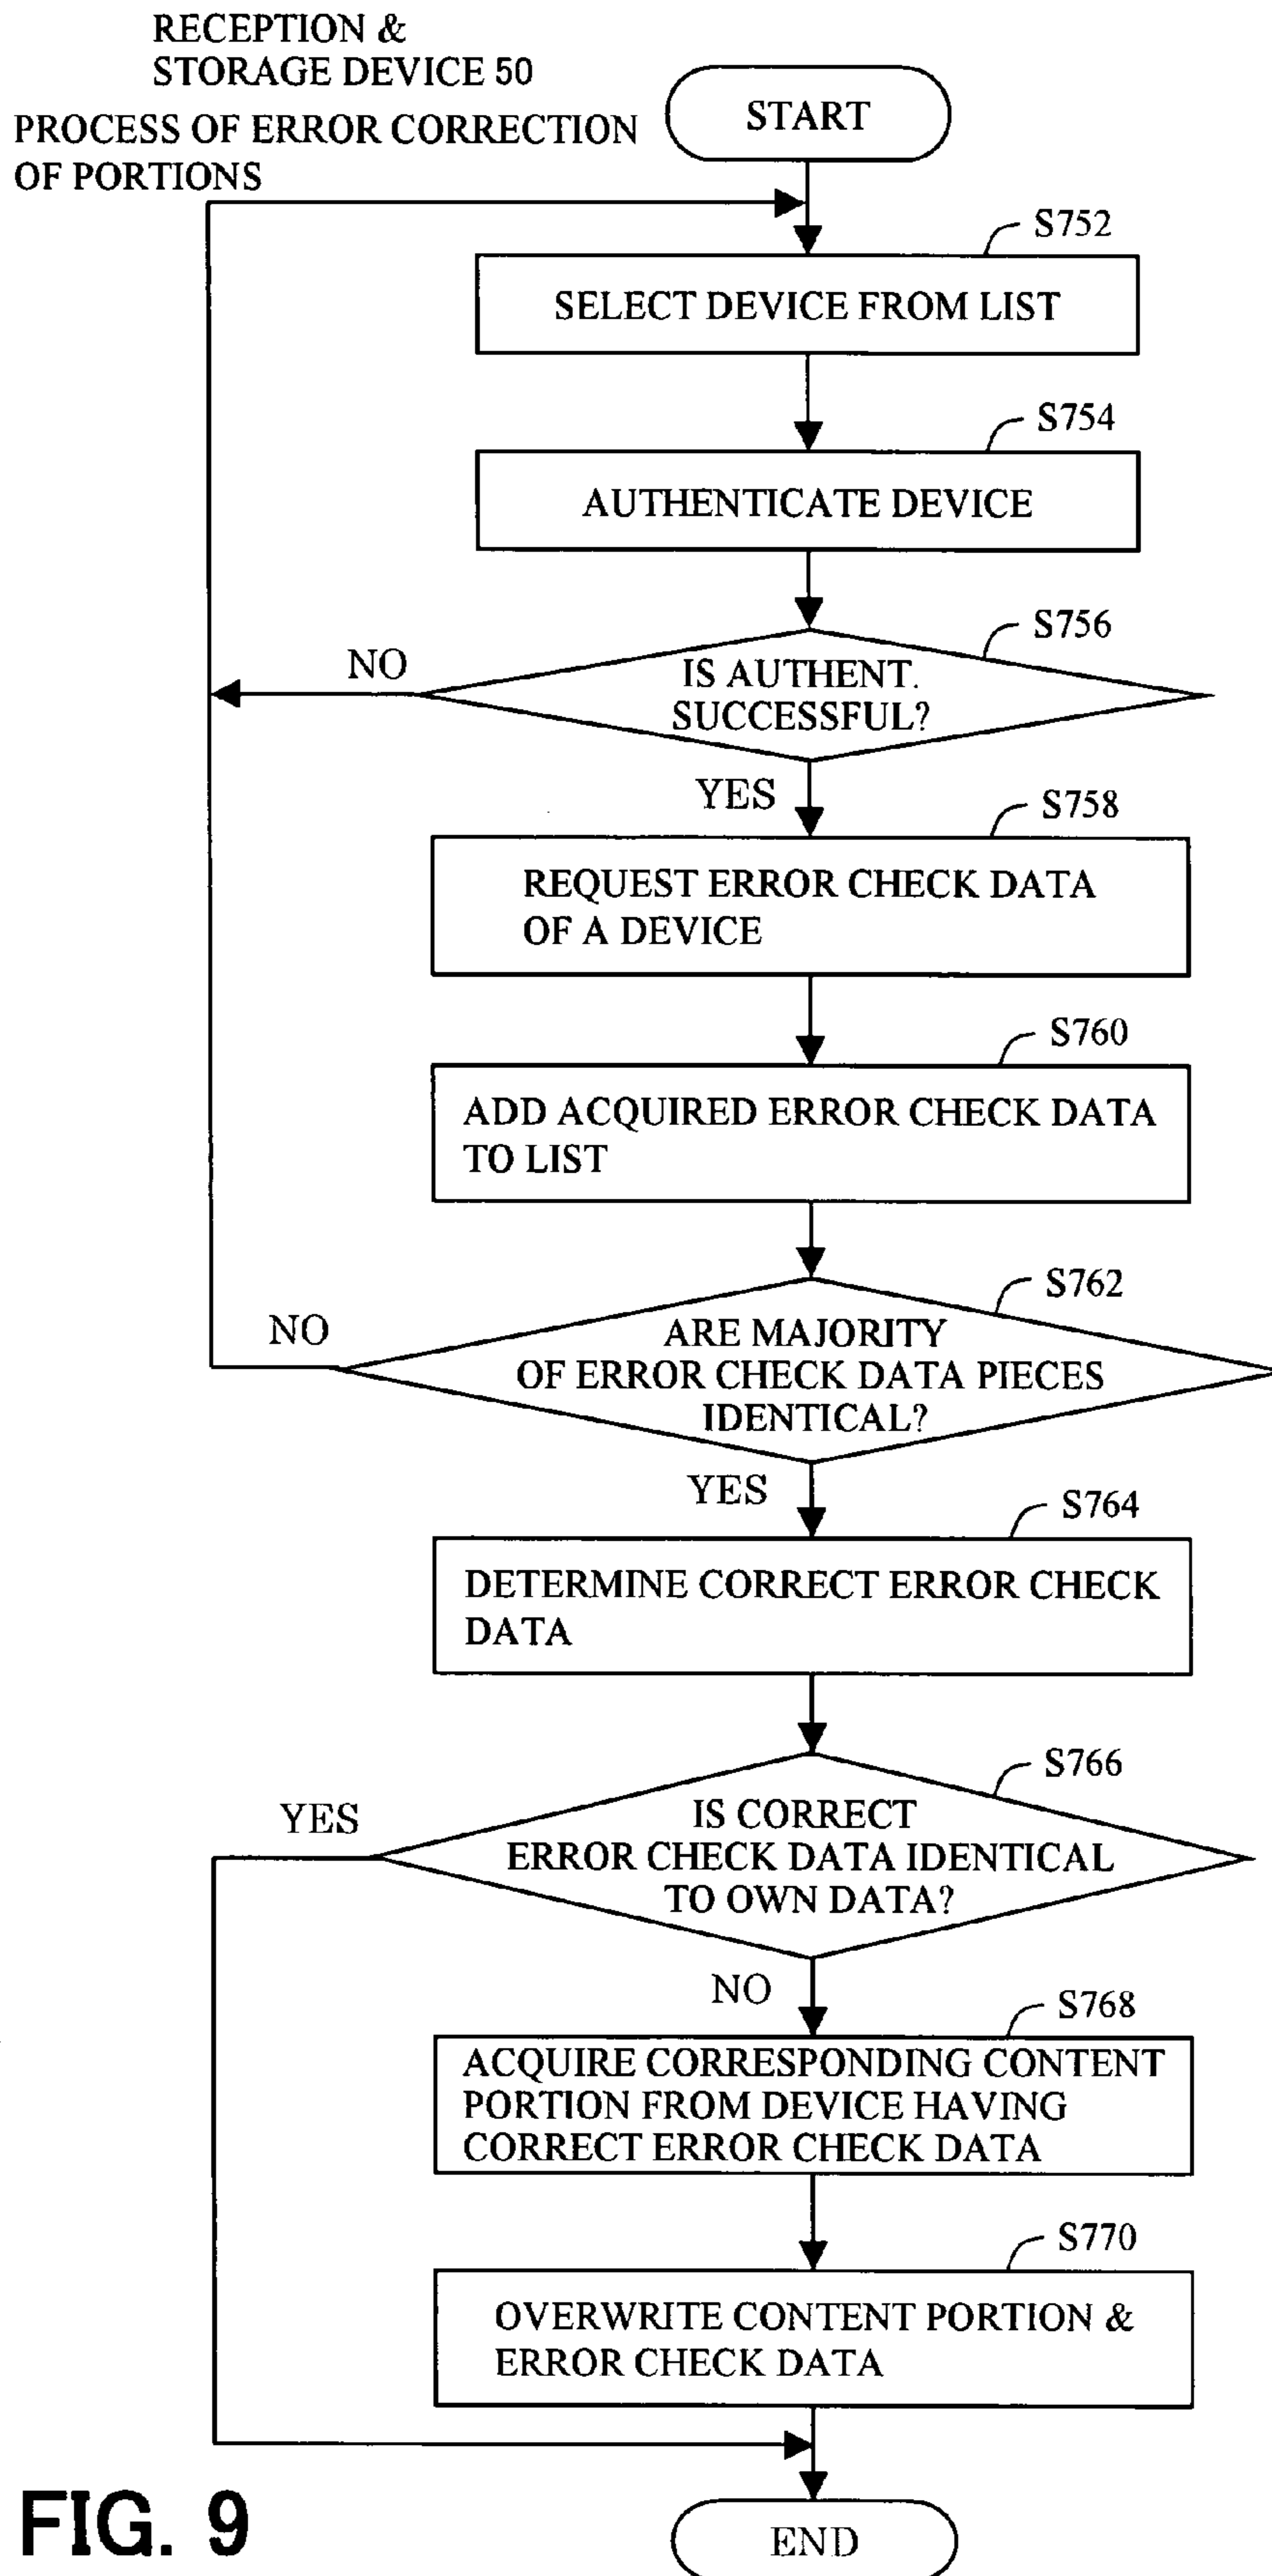 RECEPTION &
STORAGE DEVICE 50
PROCESS OF ERROR CORRECTION
OF PORTIONS
START
S752
SELECT DEVICE FROM LIST
S754
AUTHENTICATE DEVICE
S756
NO
IS AUTHENT.
SUCCESSFUL?
YES
S758
REQUEST ERROR CHECK DATA
OF A DEVICE
S760
ADD ACQUIRED ERROR CHECK DATA
TO LIST
S762
NO
ARE MAJORITY
OF ERROR CHECK DATA PIECES
IDENTICAL?
YES
S764
DETERMINE CORRECT ERROR CHECK
DATA
S766
YES
IS CORRECT
ERROR CHECK DATA IDENTICAL
TO OWN DATA?
NO
S768
ACQUIRE CORRESPONDING CONTENT
PORTION FROM DEVICE HAVING
CORRECT ERROR CHECK DATA
S770
OVERWRITE CONTENT PORTION &
ERROR CHECK DATA
FIG. 9
END